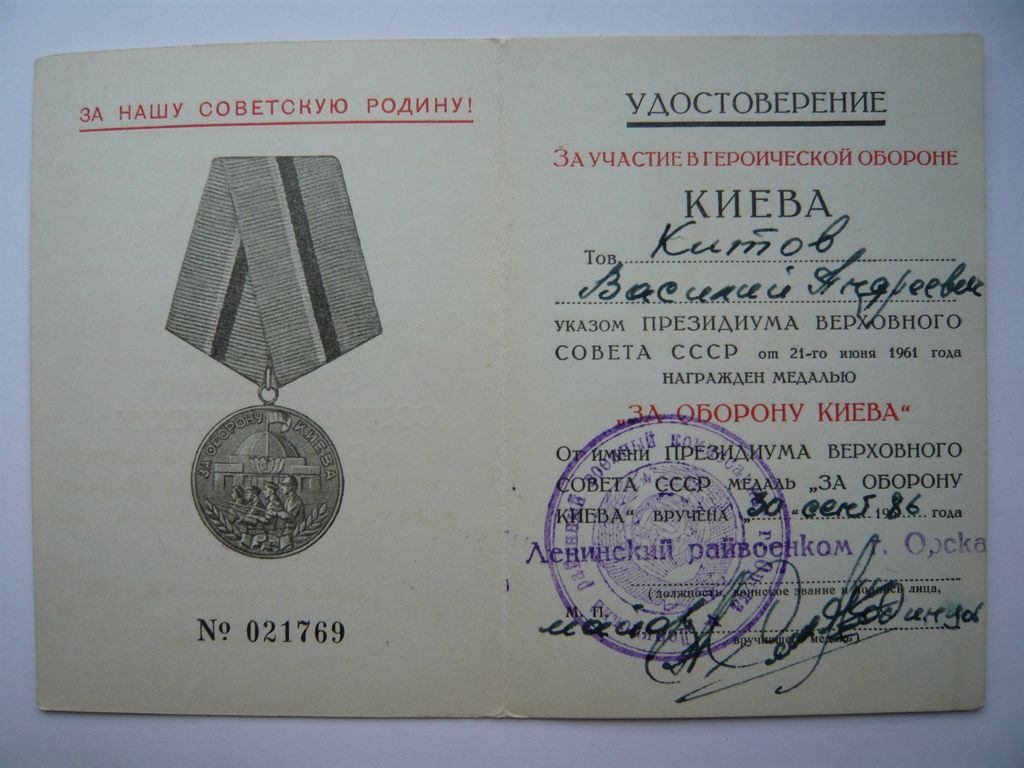 ЗА НАШУ СОВЕТСКУЮ РОДИНУ!
ЗА ОБОРОНУ КИЕВА
№ 021769
УДОСТОВЕРЕНИЕ
ЗА УЧАСТИЕ В ГЕРОИЧЕСКОЙ ОБОРОНЕ
КИЕВА
Тов. Китов
Василий Андреевич
УКАЗОМ ПРЕЗИДИУМА ВЕРХОВНОГО
СОВЕТА СССР от 21-го июня 1961 года
НАГРАЖДЕН МЕДАЛЬЮ
„ЗА ОБОРОНУ КИЕВА“
ОТ ИМЕНИ ПРЕЗИДИУМА ВЕРХОВНОГО
СОВЕТА СССР МЕДАЛЬ „ЗА ОБОРОНУ
КИЕВА“ ВРУЧЕНА „30“ сент 1986 года
Ленинский райвоенком г. Орска
(должность, воинское звание и подпись лица,
М. П. майор
вручившего медаль)